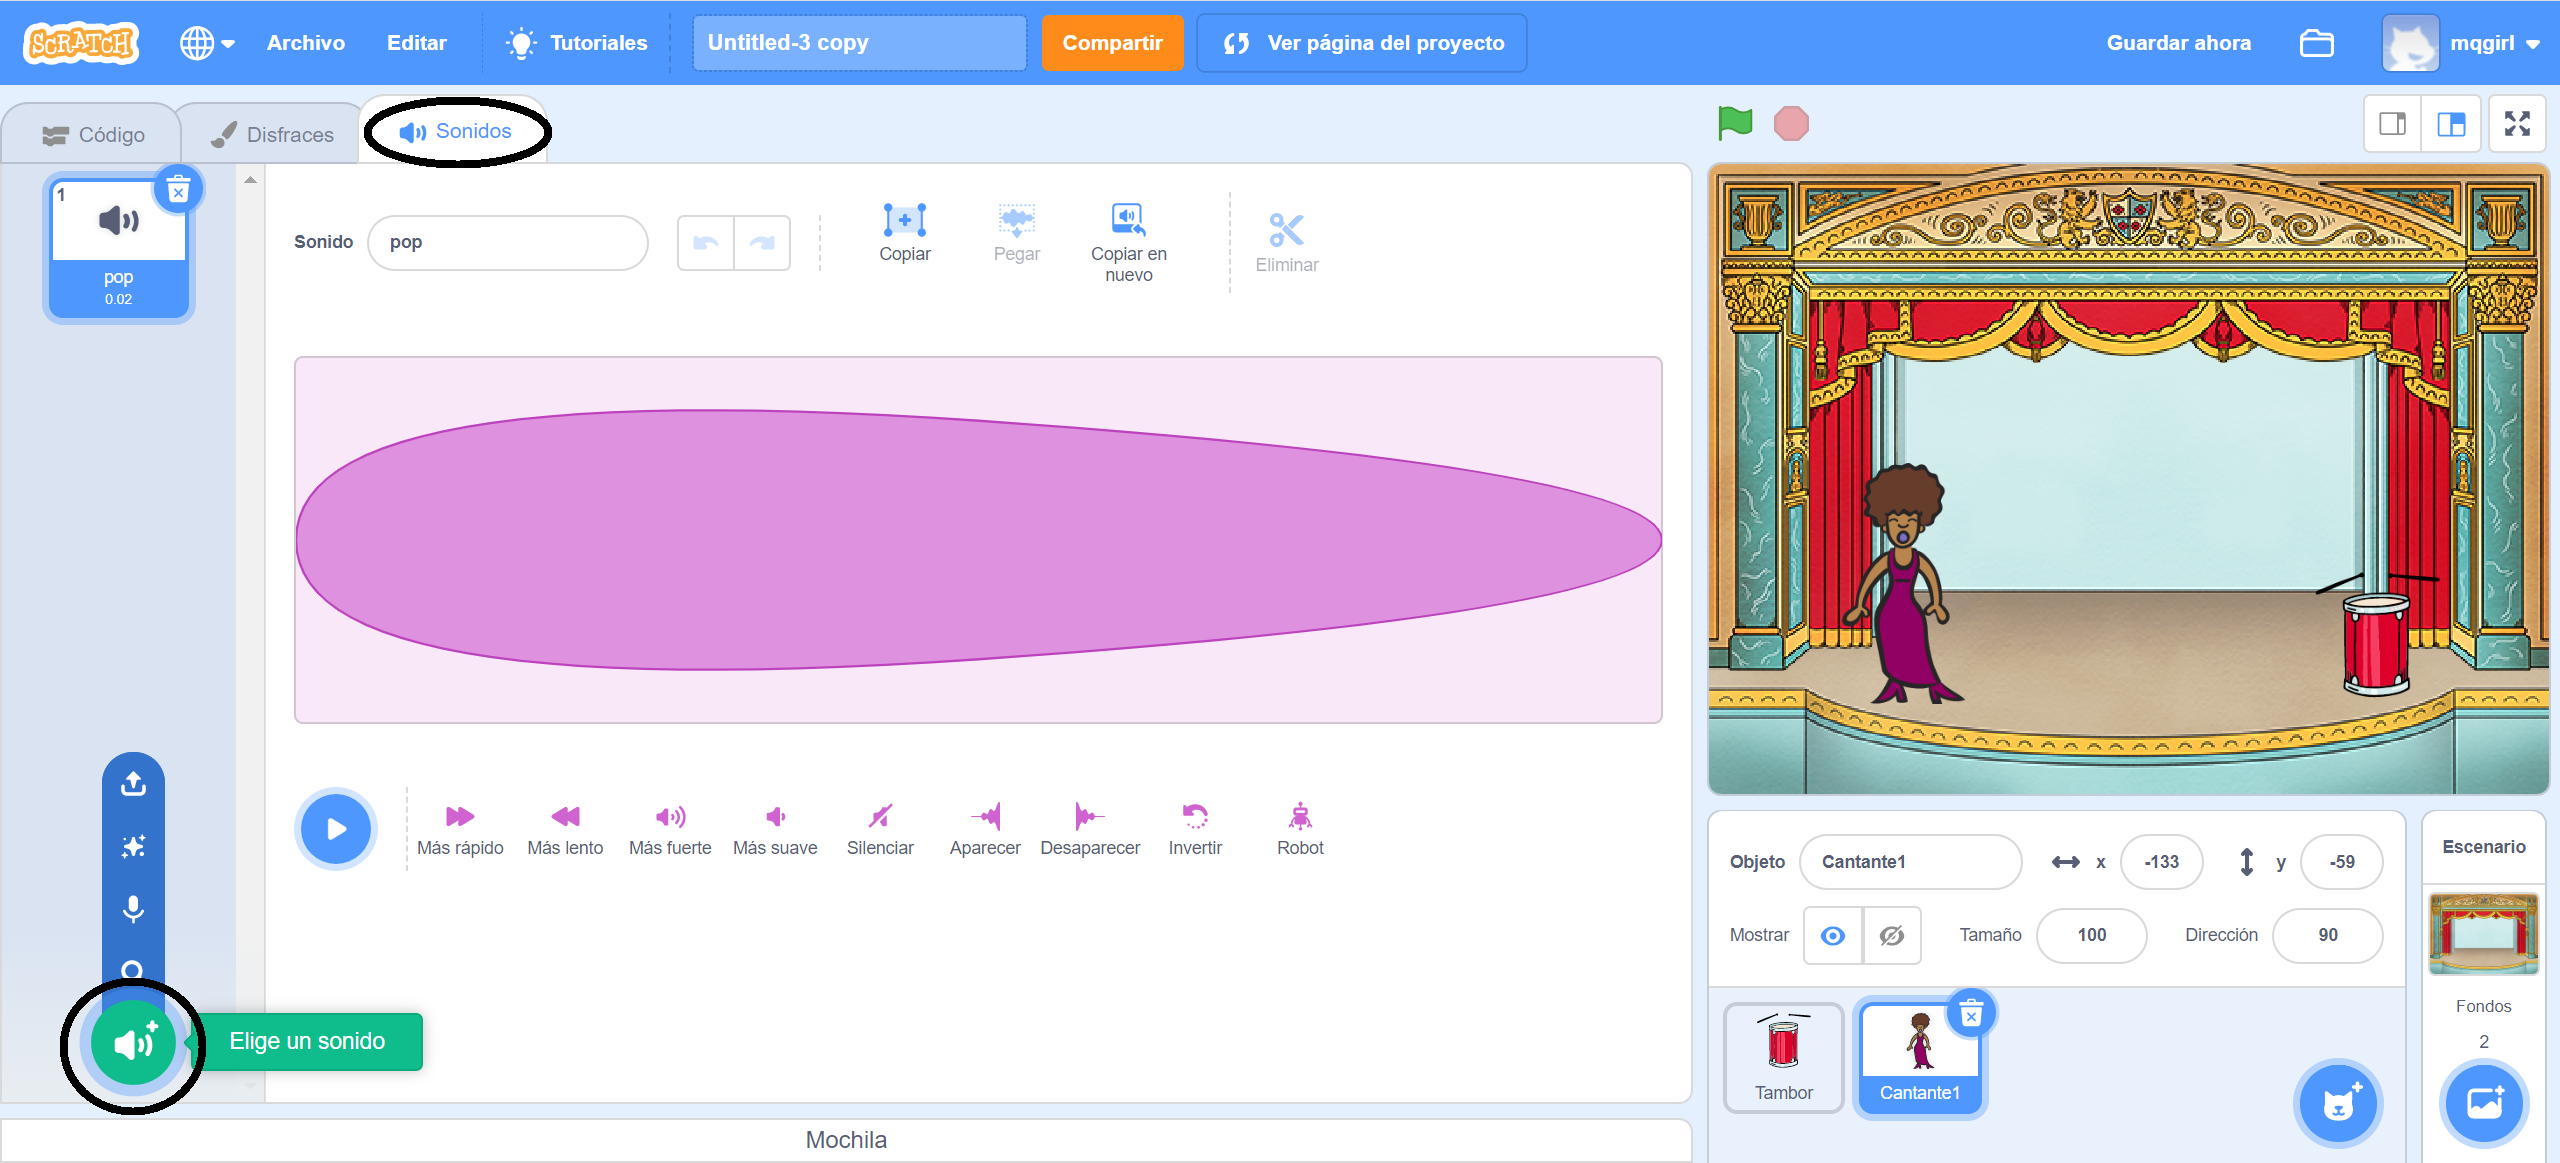 SCRATCH
Archivo
Editar
Tutoriales
Untitled-3 copy
Compartir
Ver página del proyecto
Guardar ahora
mqgirl
Código
Disfraces
Sonidos
1
pop
0.02
Sonido
pop
Copiar
Pegar
Copiar en
nuevo
Eliminar
Más rápido
Más lento
Más fuerte
Más suave
Silenciar
Aparecer
Desaparecer
Invertir
Robot
Elige un sonido
Mochila
Objeto
Cantante1
x
-133
y
-59
Mostrar
Tamaño
100
Dirección
90
Tambor
Cantante1
Escenario
Fondos
2